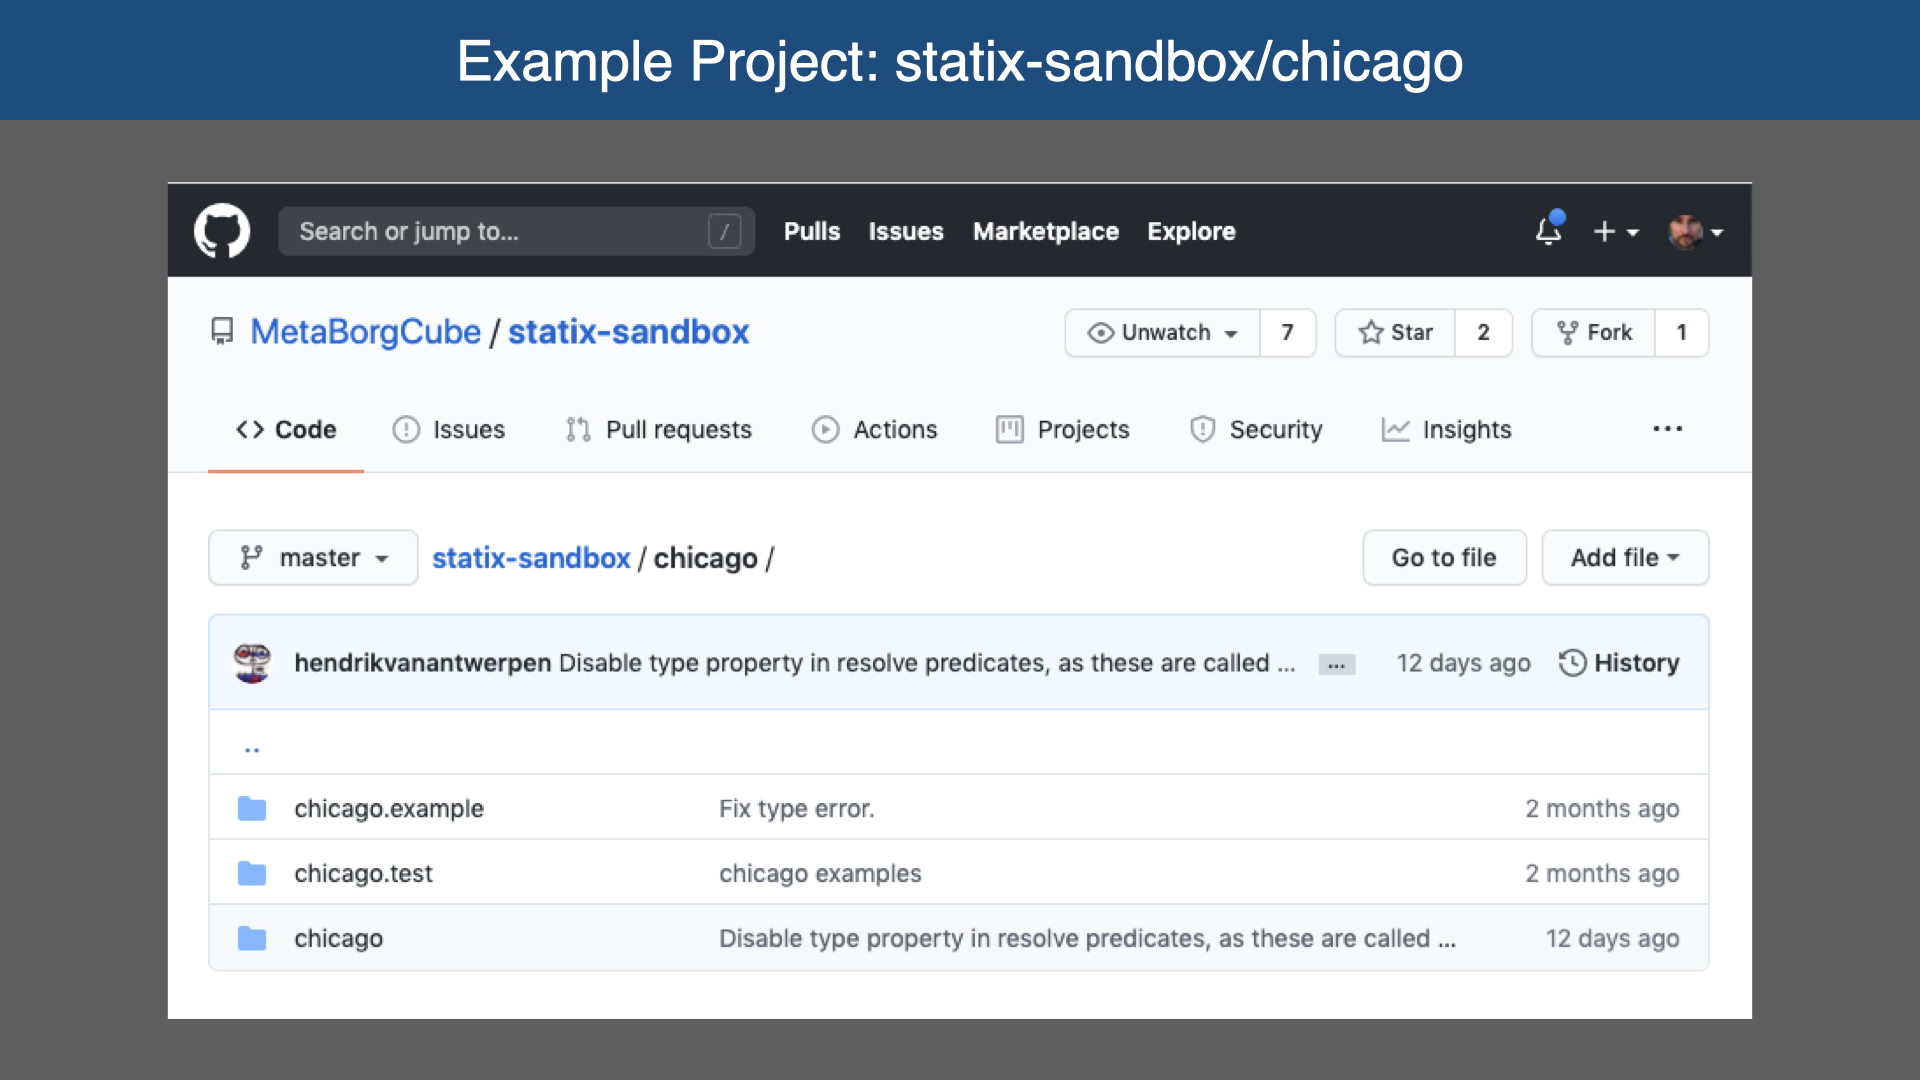 Example Project: statix-sandbox/chicago
Search or jump to... / Pulls Issues Marketplace Explore
MetaBorgCube / statix-sandbox Unwatch 7 Star 2 Fork 1
Code Issues Pull requests Actions Projects Security Insights ...
master statix-sandbox / chicago / Go to file Add file
hendrikvanantwerpen Disable type property in resolve predicates, as these are called ... ... 12 days ago History
..
chicago.example Fix type error. 2 months ago
chicago.test chicago examples 2 months ago
chicago Disable type property in resolve predicates, as these are called ... 12 days ago